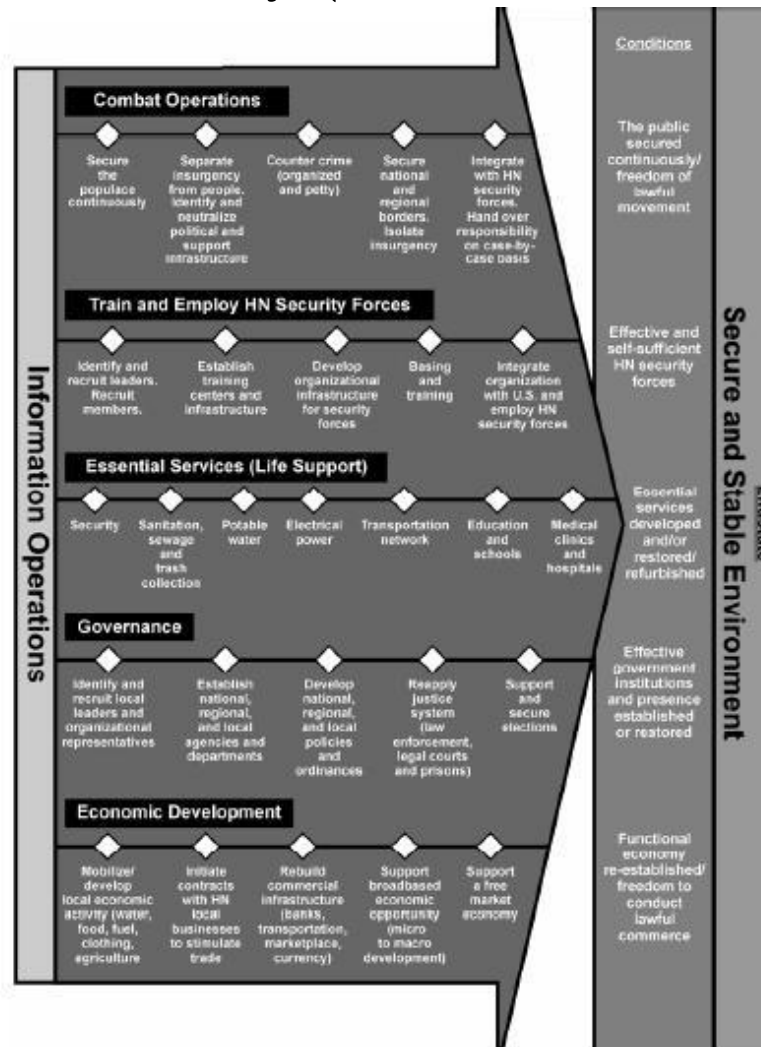 Information Operations
Combat Operations
Secure
the
populace
continuously
Separate
insurgency
from people.
Identify and
neutralize
political and
support
infrastructure
Counter crime
(organized
and petty)
Secure
national
and
regional
borders.
Isolate
insurgency
Integrate
with HN
security
forces.
Hand over
responsibility
on case-by-
case basis
Train and Employ HN Security Forces
Identify and
recruit leaders.
Recruit
members.
Establish
training
centers and
infrastructure
Develop
organizational
infrastructure
for security
forces
Basing
and
training
Integrate
organization
with U.S. and
employ HN
security forces
Essential Services (Life Support)
Security
Sanitation,
sewage
and
trash
collection
Potable
water
Electrical
power
Transportation
network
Education
and
schools
Medical
clinics
and
hospitals
Governance
Identify and
recruit local
leaders and
organizational
representatives
Establish
national,
regional,
and local
agencies and
departments
Develop
national,
regional,
and local
policies
and
ordinances
Reapply
justice
system
(law
enforcement,
legal courts
and prisons)
Support
and
secure
elections
Economic Development
Mobilize/
develop
local economic
activity (water,
food, fuel,
clothing,
agriculture
Initiate
contracts
with HN
local
businesses
to stimulate
trade
Rebuild
commercial
infrastructure
(banks,
transportation,
marketplace,
currency)
Support
broadbased
economic
opportunity
(micro
to macro
development)
Support
a free
market
economy
Conditions
The public
secured
continuously/
freedom of
lawful
movement
Effective and
self-sufficient
HN security
forces
Essential
services
developed
and/or
restored/
refurbished
Effective
government
institutions
and presence
established
or restored
Functional
economy
re-established/
freedom to
conduct
lawful
commerce
Secure and Stable Environment